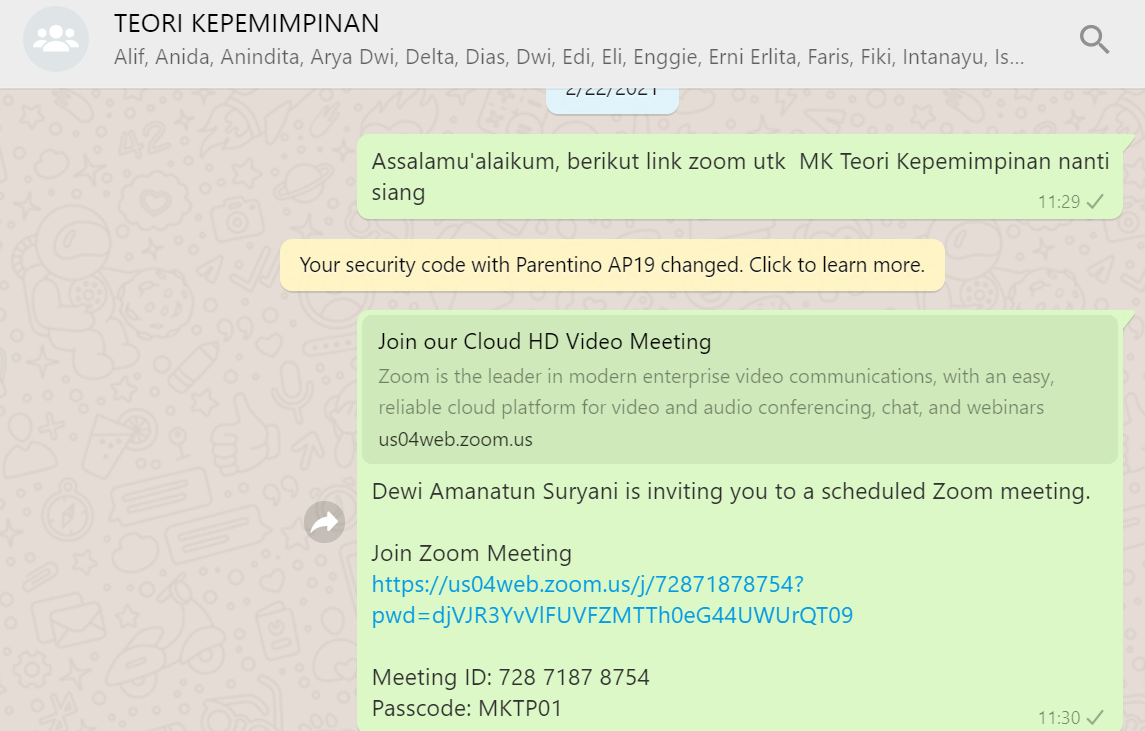 TEORI KEPEMIMPINAN
Alif, Anida, Anindita, Arya Dwi, Delta, Dias, Dwi, Edi, Eli, Enggie, Erni Erlita, Faris, Fiki, Intanayu, Is...
2/22/2021
Assalamu'alaikum, berikut link zoom utk  MK Teori Kepemimpinan nanti
siang
11:29
Your security code with Parentino AP19 changed. Click to learn more.
Join our Cloud HD Video Meeting
Zoom is the leader in modern enterprise video communications, with an easy,
reliable cloud platform for video and audio conferencing, chat, and webinars
us04web.zoom.us
Dewi Amanatun Suryani is inviting you to a scheduled Zoom meeting.
Join Zoom Meeting
https://us04web.zoom.us/j/72871878754?
pwd=djVJR3YvVlFUVFZMTTh0eG44UWUrQT09
Meeting ID: 728 7187 8754
Passcode: MKTP01
11:30